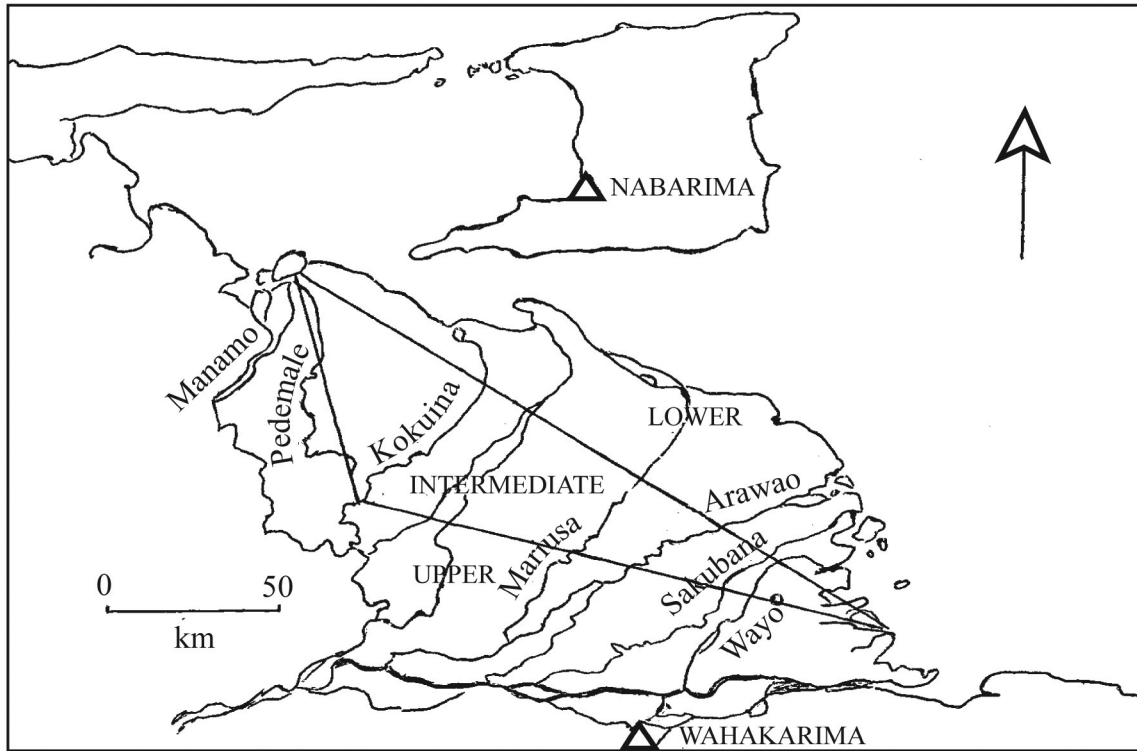 NABARIMA
Manamo
Pedemale
Kokuina
LOWER
INTERMEDIATE
Arawao
UPPER
Mariusa
Sakubana
Wayo
0 50
km
WAHAKARIMA